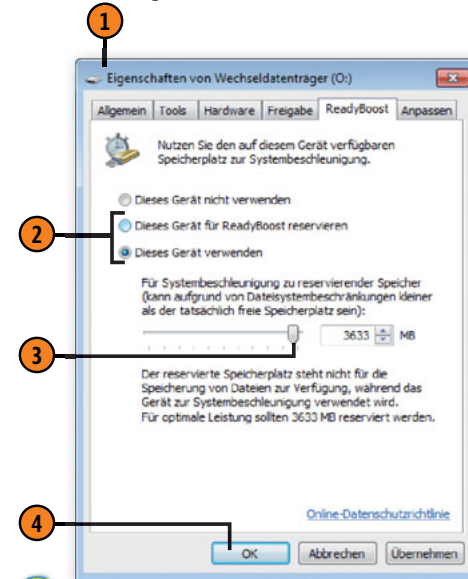 1
Eigenschaften von Wechseldatenträger (O:)
Allgemein Tools Hardware Freigabe ReadyBoost Anpassen
Nutzen Sie den auf diesem Gerät verfügbaren
Speicherplatz zur Systembeschleunigung.
Dieses Gerät nicht verwenden
2
Dieses Gerät für ReadyBoost reservieren
Dieses Gerät verwenden
Für Systembeschleunigung zu reservierender Speicher
(kann aufgrund von Dateisystembeschränkungen kleiner
als der tatsächlich freie Speicherplatz sein):
3
3633 MB
Der reservierte Speicherplatz steht nicht für die
Speicherung von Dateien zur Verfügung, während das
Gerät zur Systembeschleunigung verwendet wird.
Für optimale Leistung sollten 3633 MB reserviert werden.
Online-Datenschutzrichtlinie
4
OK Abbrechen Übernehmen